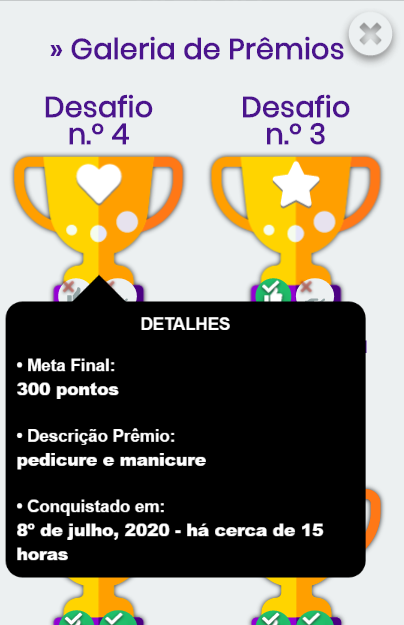 » Galeria de Prêmios
Desafio
n.º 4
Desafio
n.º 3
DETALHES
• Meta Final:
300 pontos
• Descrição Prêmio:
pedicure e manicure
• Conquistado em:
8º de julho, 2020 - há cerca de 15
horas